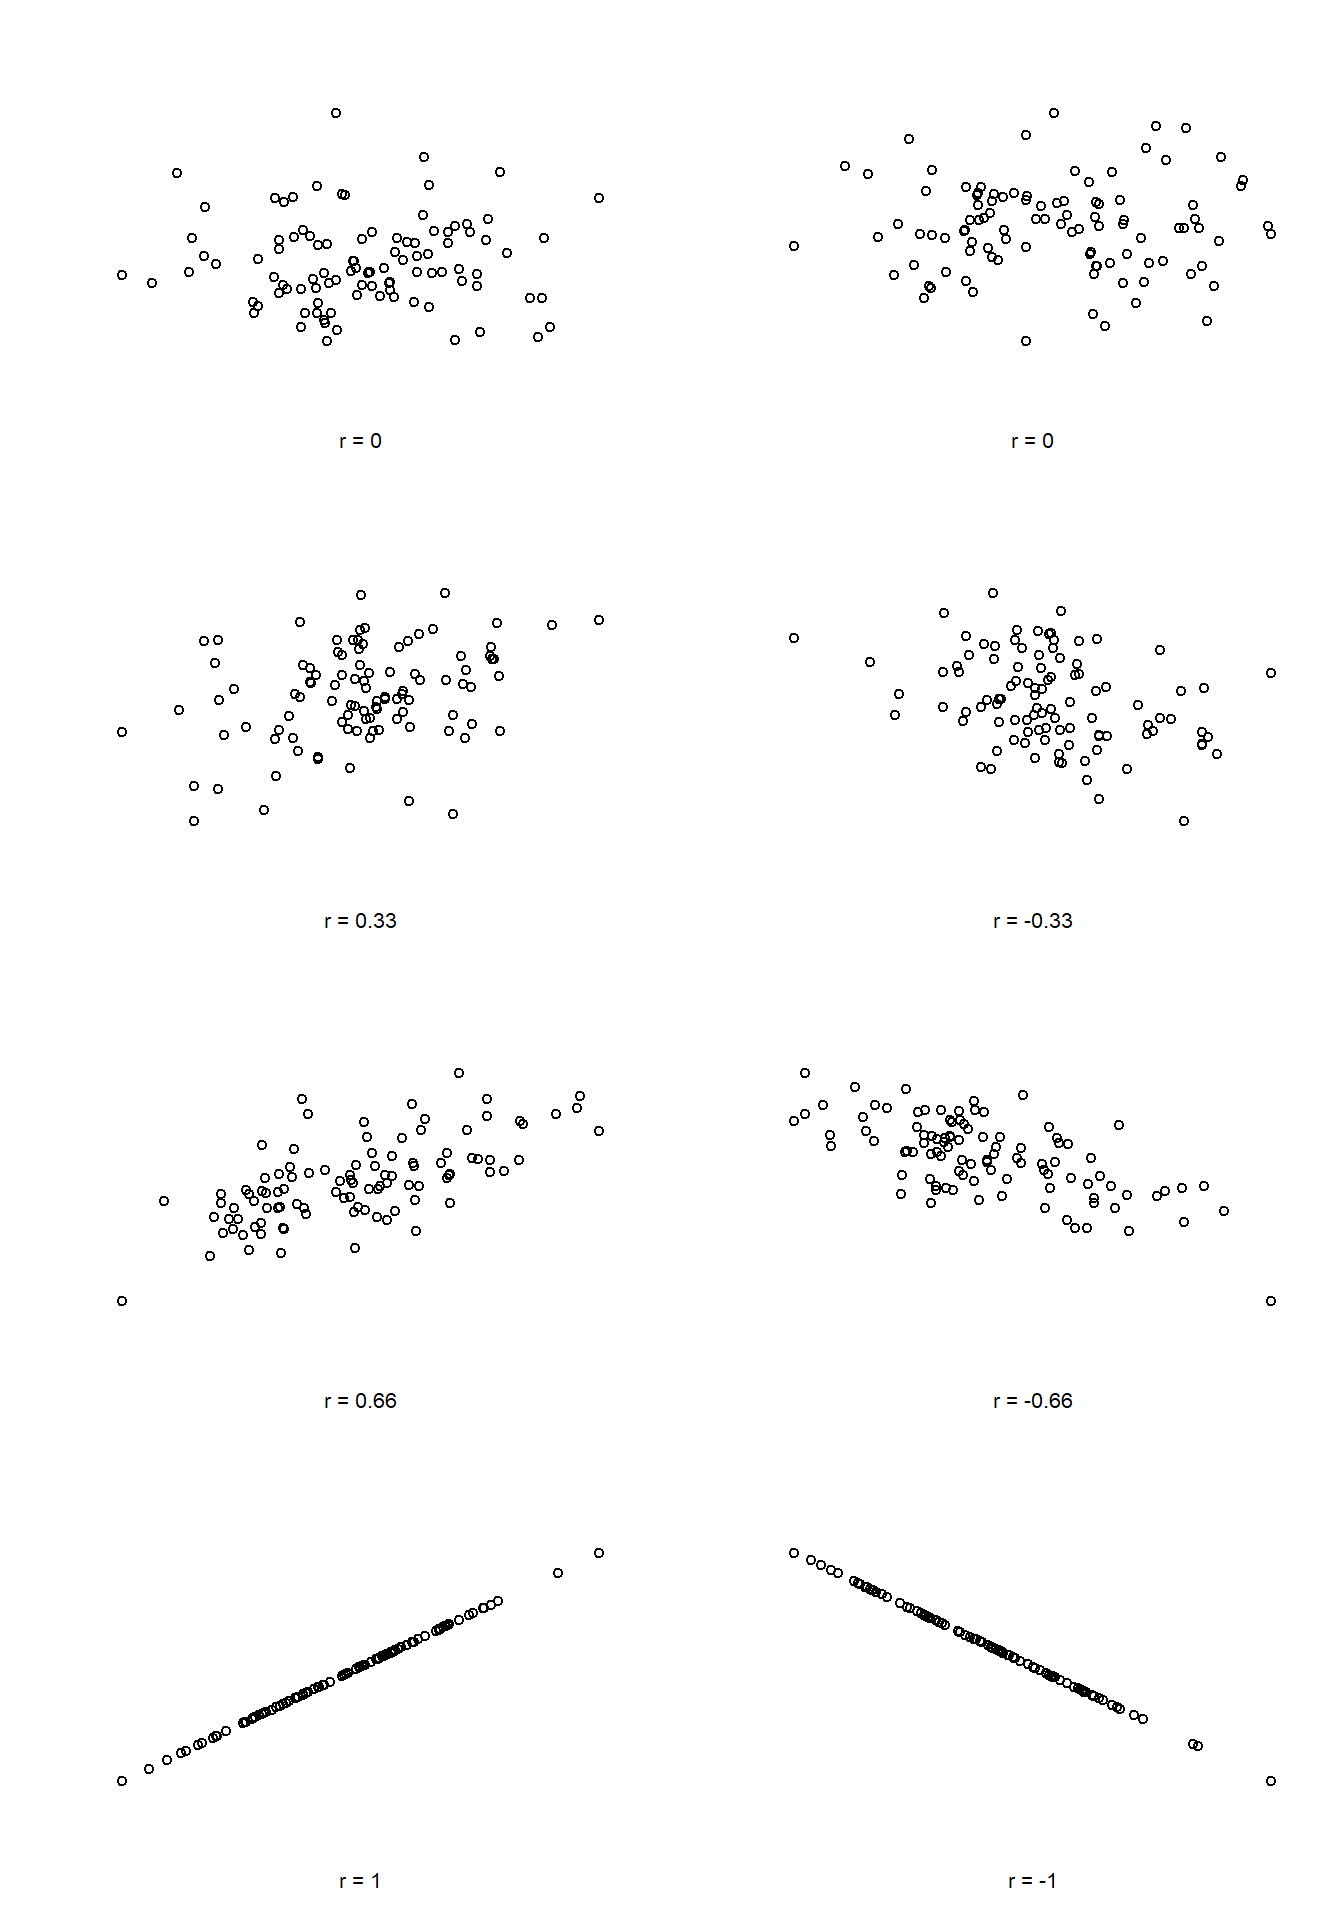 r = 0
r = 0
r = 0.33
r = -0.33
r = 0.66
r = -0.66
r = 1
r = -1